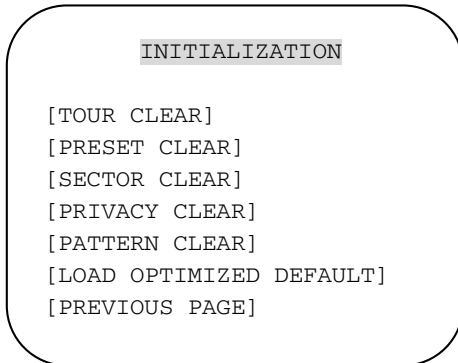 INITIALIZATION
[TOUR CLEAR]
[PRESET CLEAR]
[SECTOR CLEAR]
[PRIVACY CLEAR]
[PATTERN CLEAR]
[LOAD OPTIMIZED DEFAULT]
[PREVIOUS PAGE]